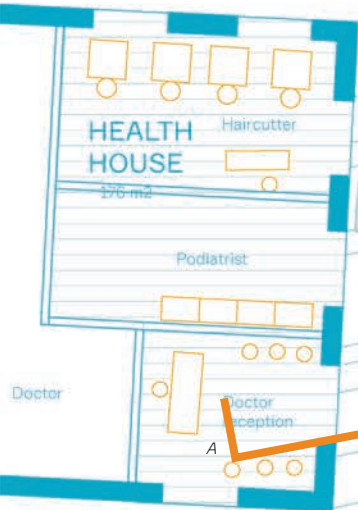 Haircutter
HEALTH
HOUSE
176 m2
Podiatrist
Doctor
Doctor
reception
A